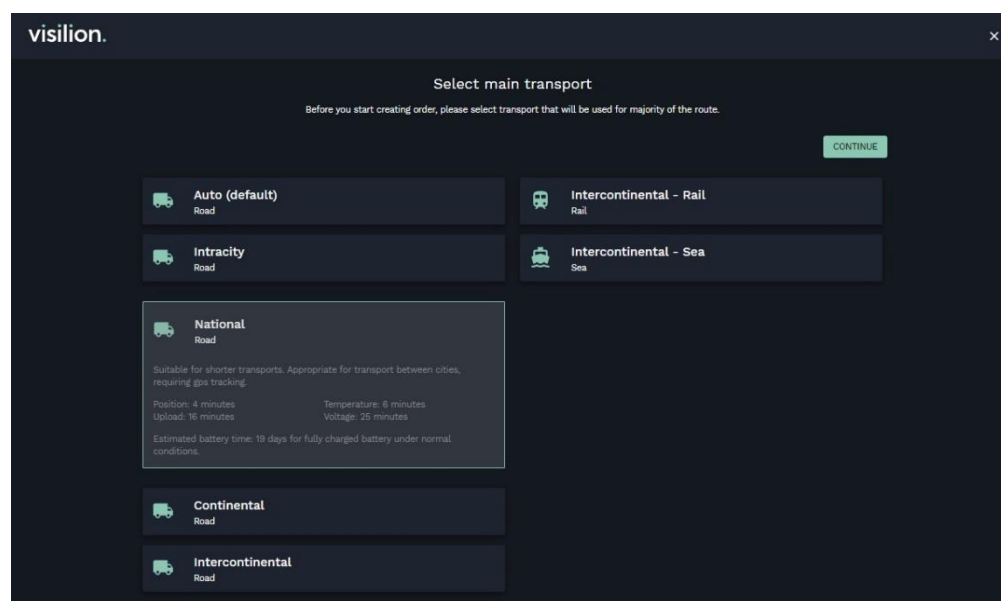 visilion.
×
Select main transport
Before you start creating order, please select transport that will be used for majority of the route.
CONTINUE
Auto (default)
Road
Intercontinental - Rail
Rail
Intracity
Road
Intercontinental - Sea
Sea
National
Road
Suitable for shorter transports. Appropriate for transport between cities,
requiring gps tracking.
Position: 4 minutes
Temperature: 6 minutes
Upload: 16 minutes
Voltage: 25 minutes
Estimated battery time: 19 days for fully charged battery under normal
conditions.
Continental
Road
Intercontinental
Road